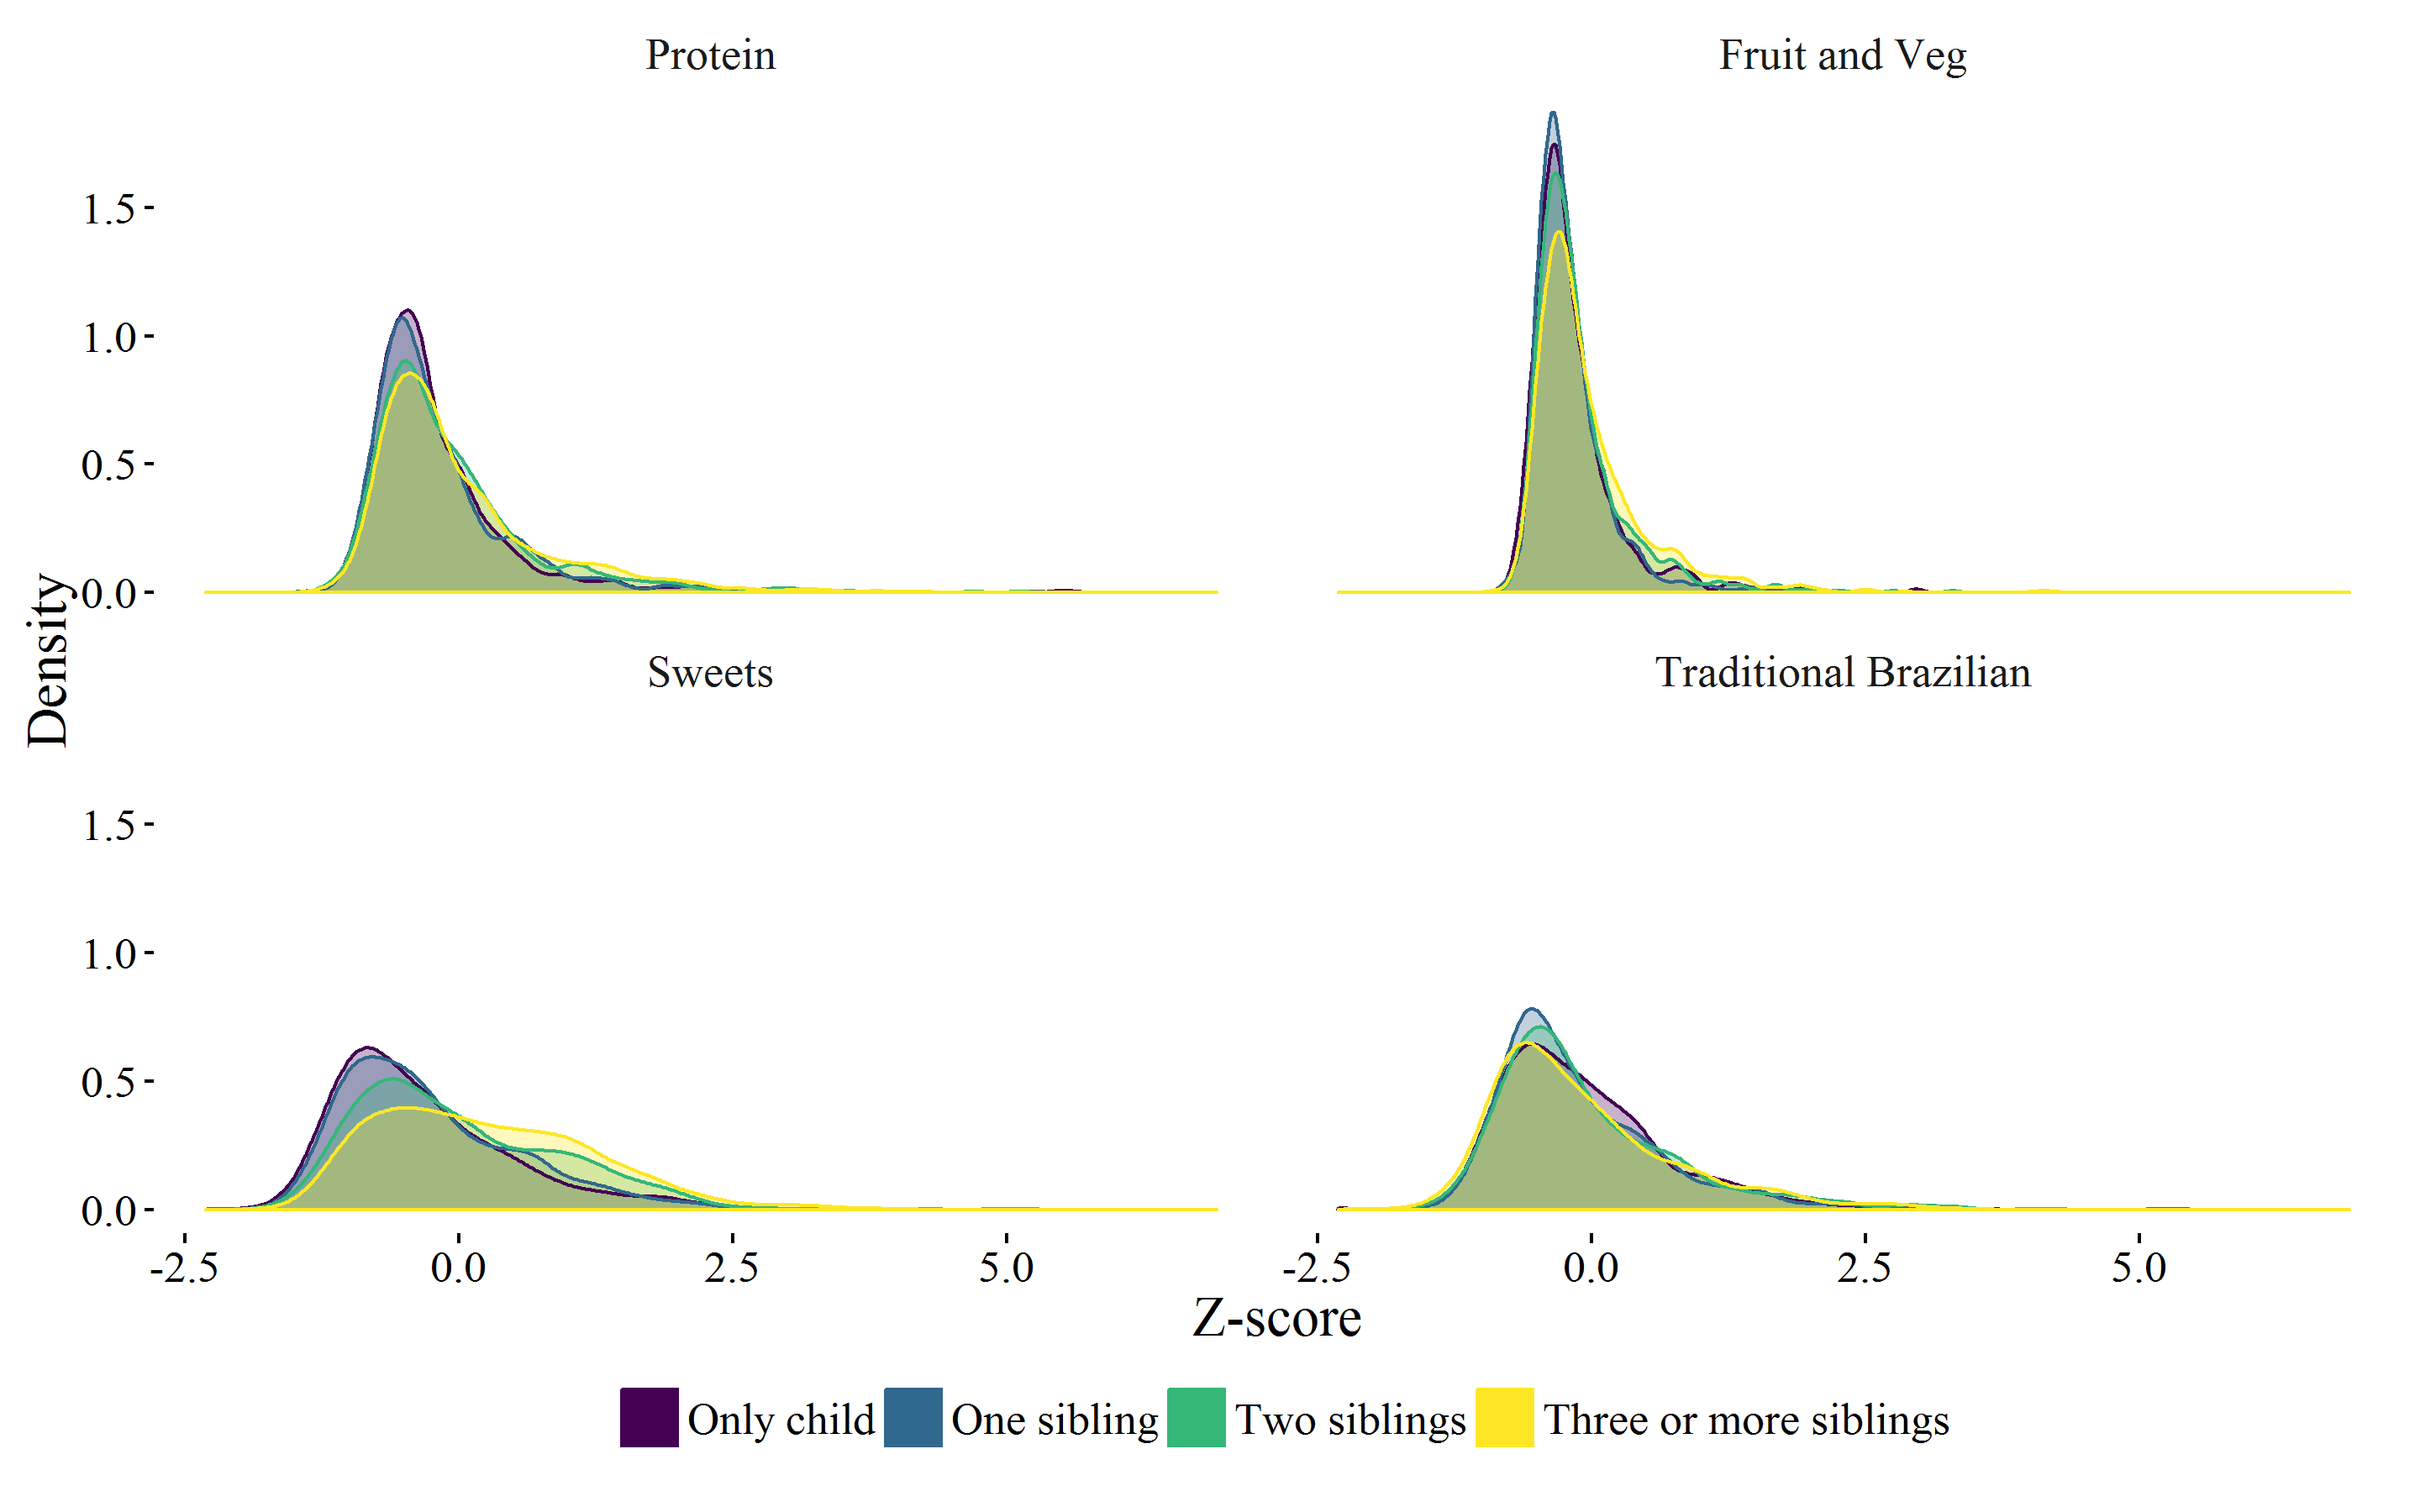 Protein
Fruit and Veg
1.5
1.0
0.5
0.0
Sweets
Traditional Brazilian
1.5
1.0
0.5
0.0
Density
-2.5 0.0 2.5 5.0
-2.5 0.0 2.5 5.0
Z-score
Only child One sibling Two siblings Three or more siblings